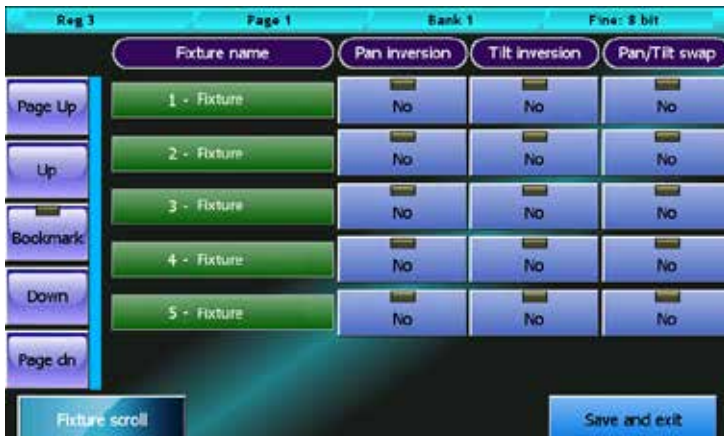 Reg 3 Page 1 Bank 1 Fine: 8 bit
Fixture name Pan inversion Tilt inversion Pan/Tilt swap
Page Up 1 - Fixture No No No
Up 2 - Fixture No No No
Bookmark 3 - Fixture No No No
4 - Fixture No No No
Down 5 - Fixture No No No
Page dn
Fixture scroll Save and exit